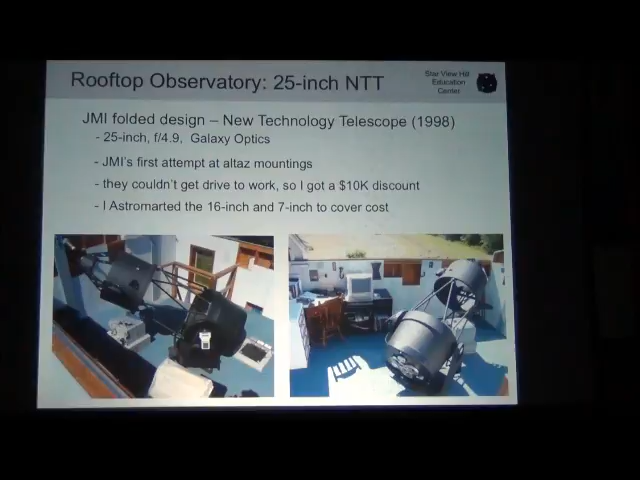 Rooftop Observatory: 25-inch NTT
Star View Hill
Education
Center
JMI folded design – New Technology Telescope (1998)
- 25-inch, f/4.9, Galaxy Optics
- JMI's first attempt at altaz mountings
- they couldn't get drive to work, so I got a $10K discount
- I Astromarted the 16-inch and 7-inch to cover cost